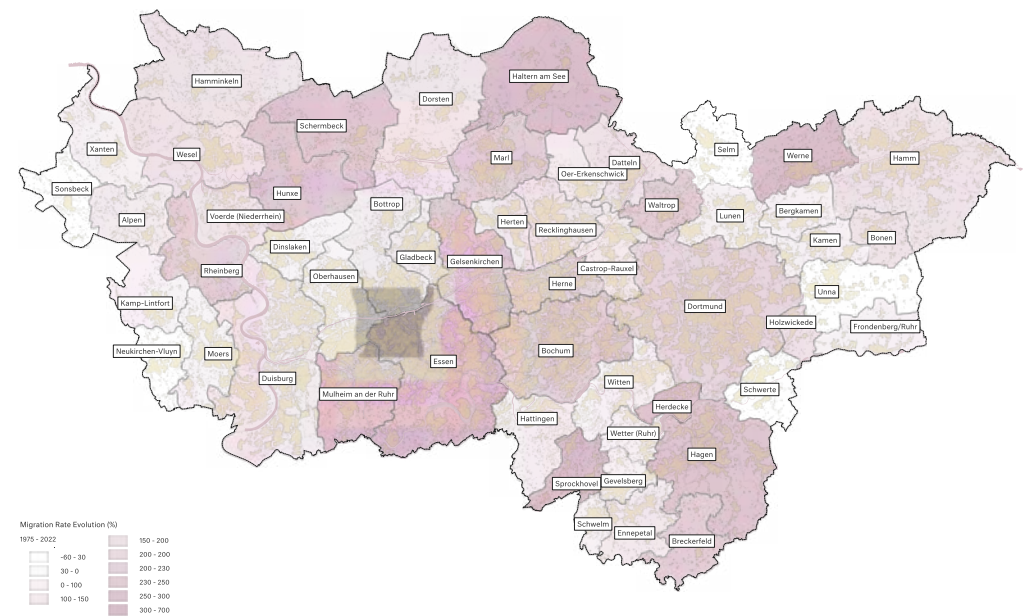 Haltern am See
Hamminkeln
Dorsten
Schermbeck
Xanten
Wesel
Marl
Selm
Werne
Hamm
Datteln
Oer-Erkenschwick
Sonsbeck
Hunxe
Bottrop
Waltrop
Alpen
Voerde (Niederrhein)
Herten
Recklinghausen
Lunen
Bergkamen
Kamen
Bonen
Dinslaken
Gladbeck
Gelsenkirchen
Rheinberg
Oberhausen
Castrop-Rauxel
Herne
Unna
Kamp-Lintfort
Dortmund
Holzwickede
Frondenberg/Ruhr
Neukirchen-Vluyn
Moers
Essen
Bochum
Duisburg
Mulheim an der Ruhr
Witten
Schwerte
Herdecke
Hattingen
Wetter (Ruhr)
Hagen
Sprockhovel
Gevelsberg
Schwelm
Ennepetal
Breckerfeld
Migration Rate Evolution (%)
1975 - 2022
-60 - 30
30 - 0
0 - 100
100 - 150
150 - 200
200 - 200
200 - 230
230 - 250
250 - 300
300 - 700